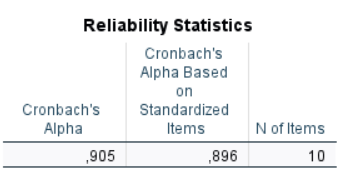 Reliability Statistics
Cronbach's
Alpha Based
on
Cronbach's Standardized
Alpha Items N of Items
,905 ,896 10